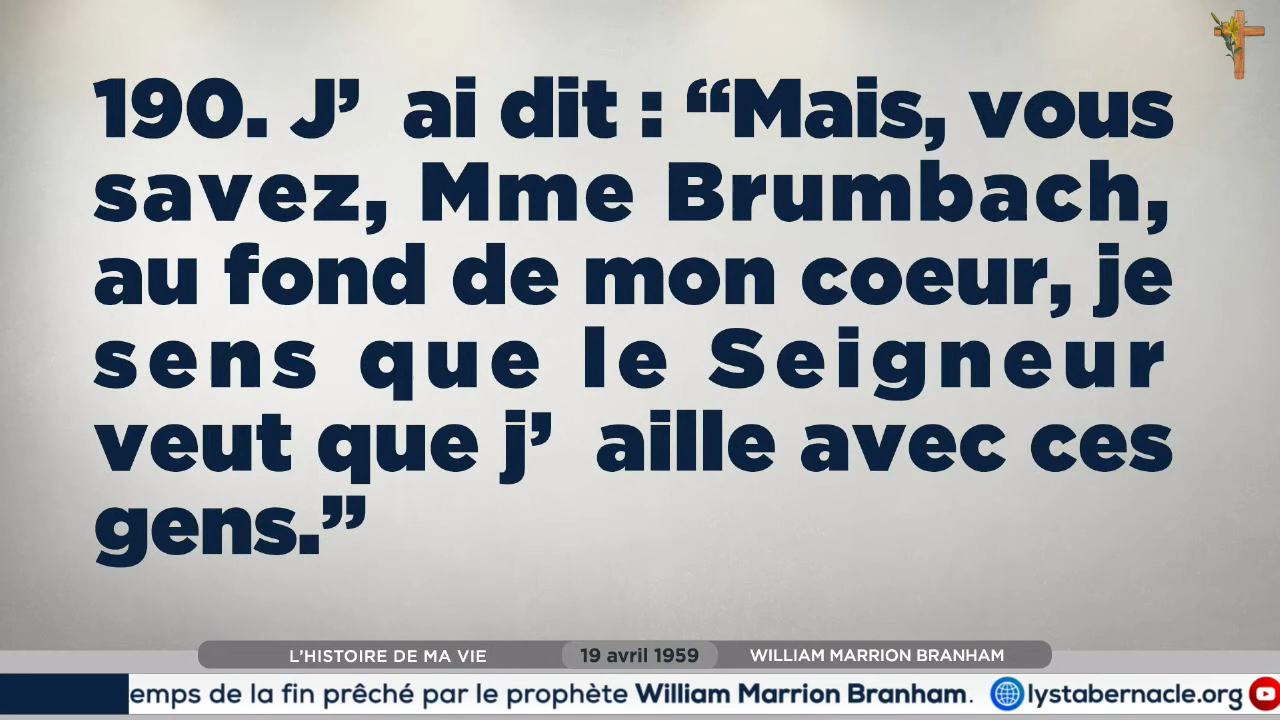 190. J’ ai dit : “Mais, vous
savez, Mme Brumbach,
au fond de mon coeur, je
sens que le Seigneur
veut que j’ aille avec ces
gens.”
L’HISTOIRE DE MA VIE 19 avril 1959 WILLIAM MARRION BRANHAM
emps de la fin prêché par le prophète William Marrion Branham. lystabernacle.org